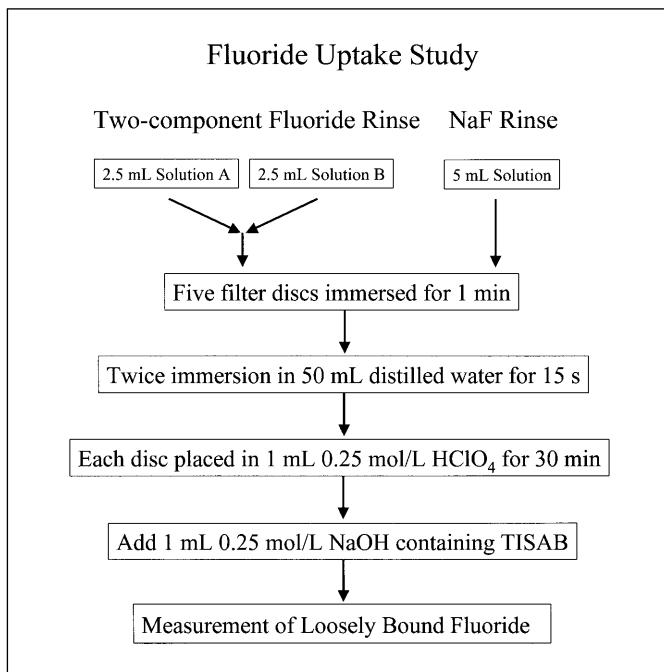 Fluoride Uptake Study
Two-component Fluoride Rinse
NaF Rinse
2.5 mL Solution A
2.5 mL Solution B
5 mL Solution
Five filter discs immersed for 1 min
Twice immersion in 50 mL distilled water for 15 s
Each disc placed in 1 mL 0.25 mol/L HClO₄ for 30 min
Add 1 mL 0.25 mol/L NaOH containing TISAB
Measurement of Loosely Bound Fluoride